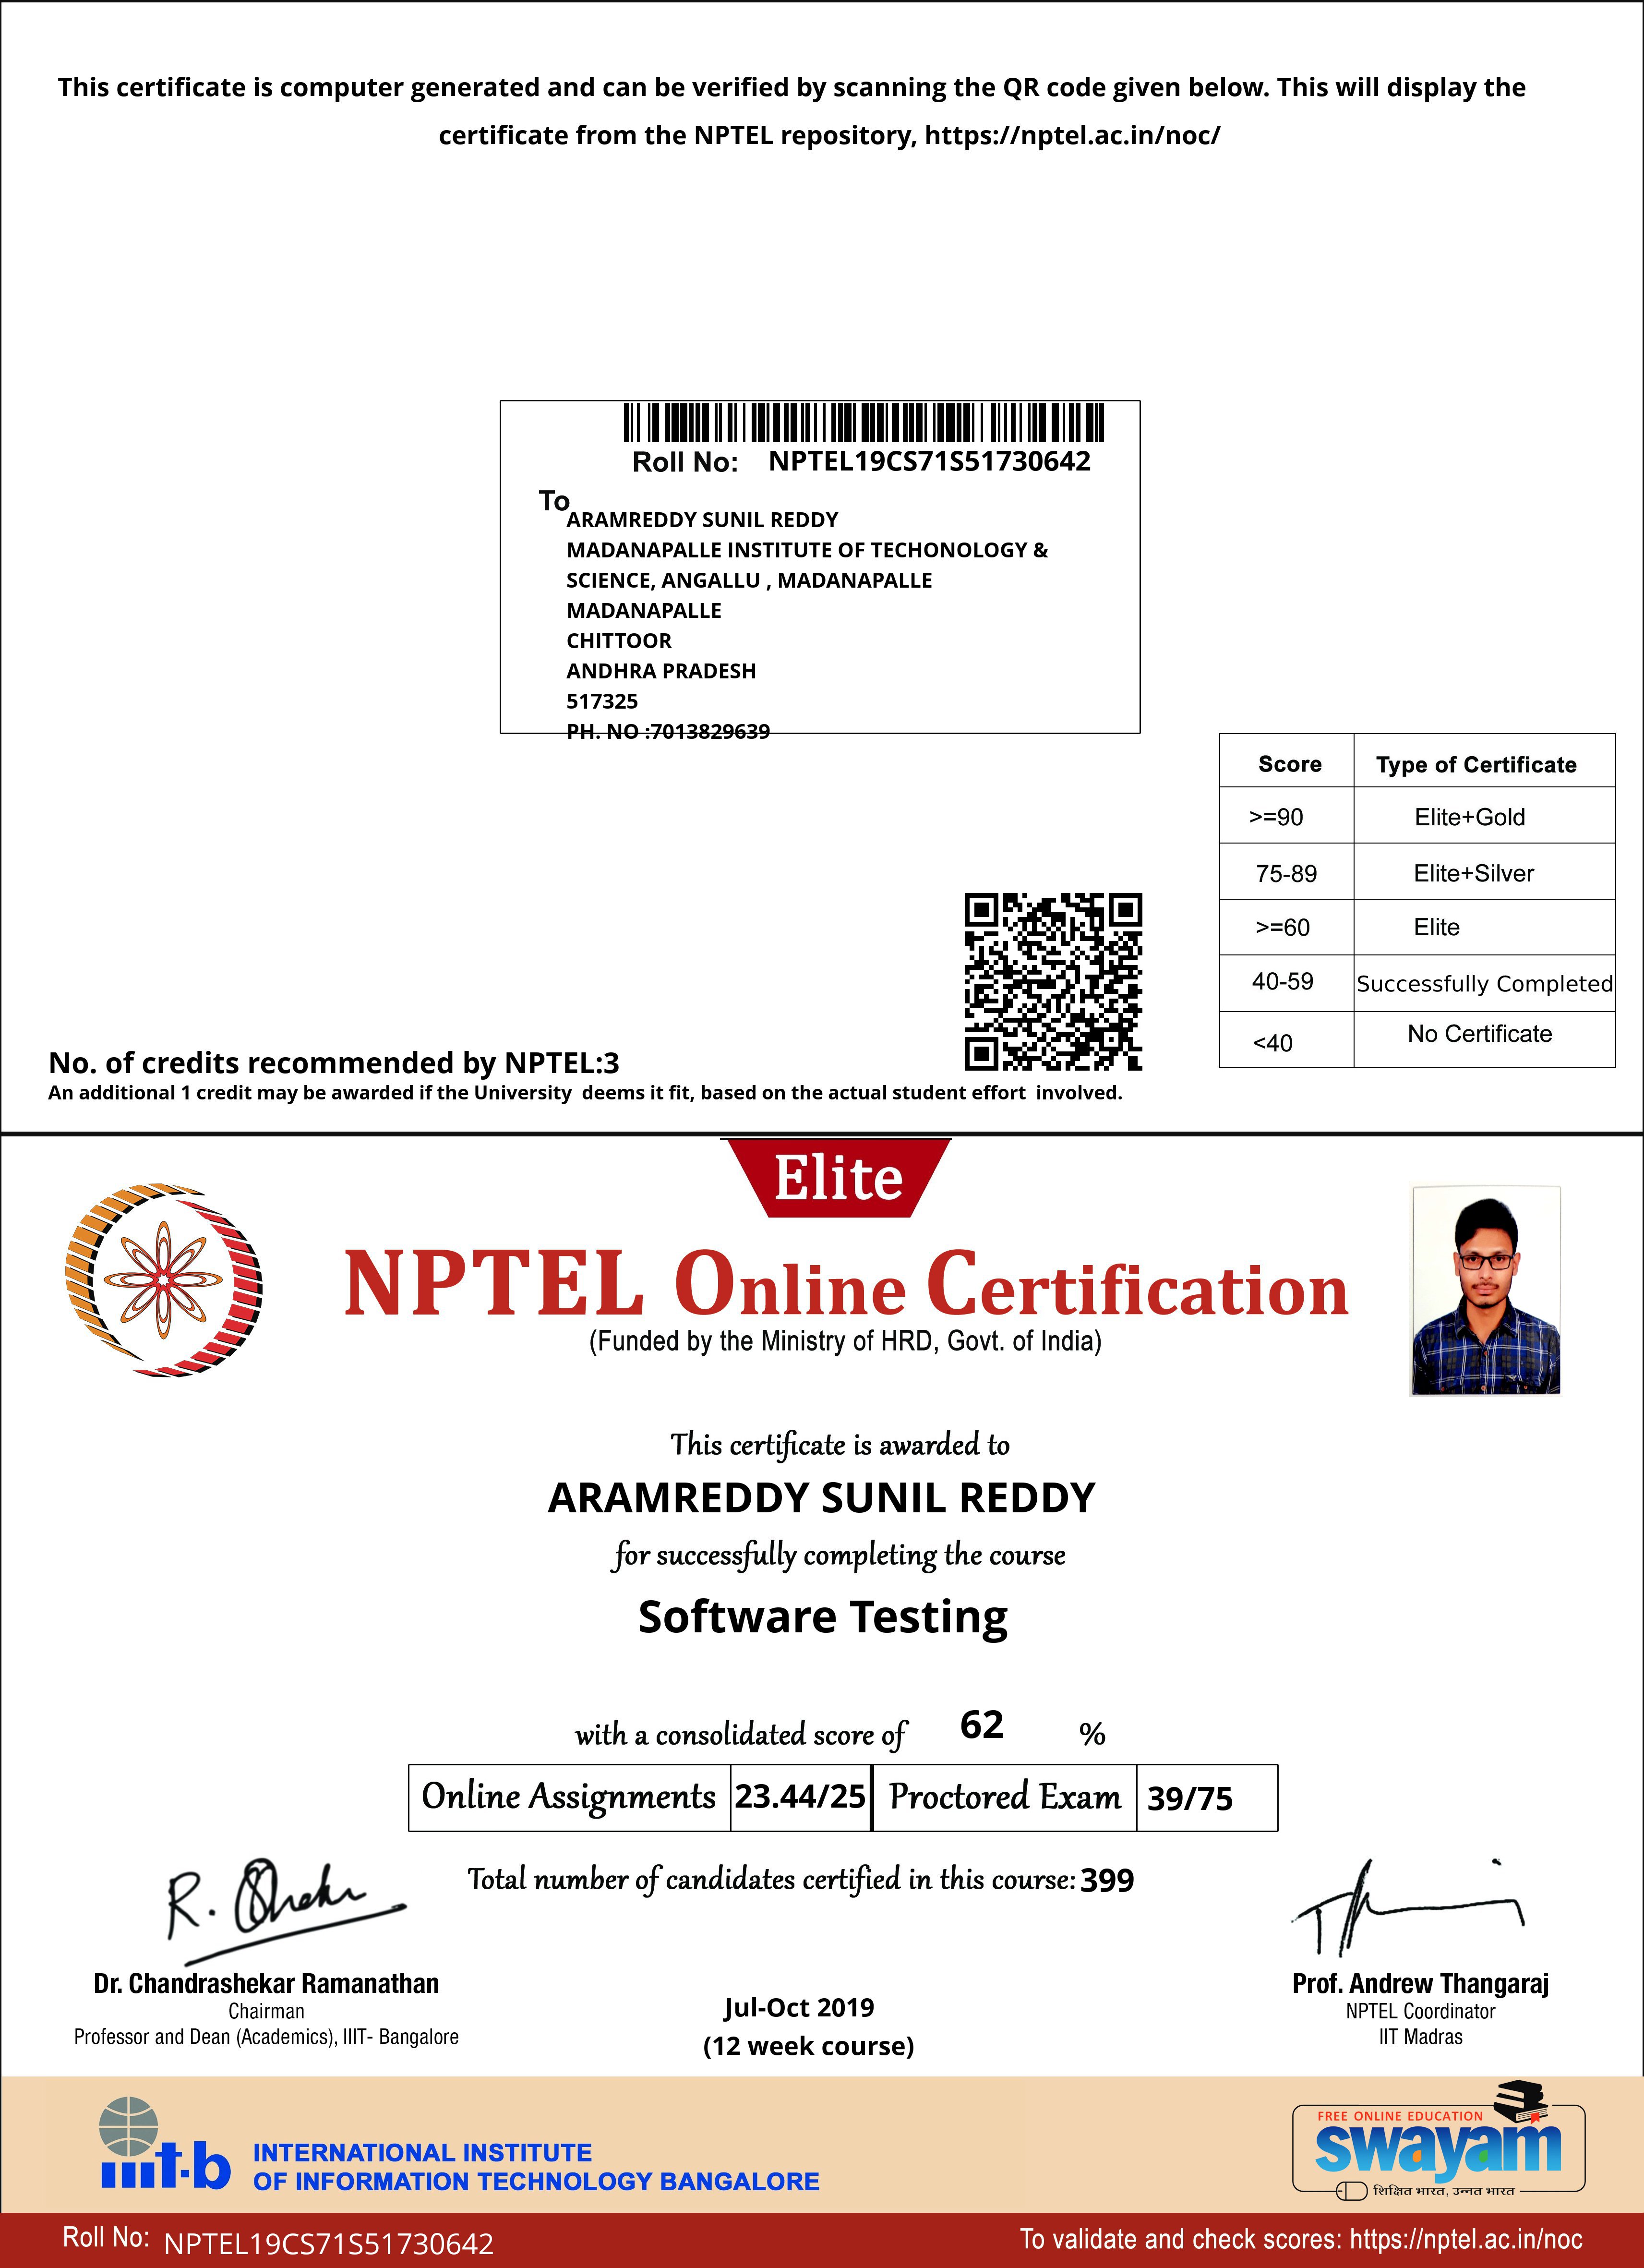 This certificate is computer generated and can be verified by scanning the QR code given below. This will display the
certificate from the NPTEL repository, https://nptel.ac.in/noc/
Roll No: NPTEL19CS71S51730642
To
ARAMREDDY SUNIL REDDY
MADANAPALLE INSTITUTE OF TECHONOLOGY &
SCIENCE, ANGALLU , MADANAPALLE
MADANAPALLE
CHITTOOR
ANDHRA PRADESH
517325
PH. NO :7013829639
Score Type of Certificate
>=90 Elite+Gold
75-89 Elite+Silver
>=60 Elite
40-59 Successfully Completed
<40 No Certificate
No. of credits recommended by NPTEL:3
An additional 1 credit may be awarded if the University deems it fit, based on the actual student effort involved.
Elite
NPTEL Online Certification
(Funded by the Ministry of HRD, Govt. of India)
This certificate is awarded to
ARAMREDDY SUNIL REDDY
for successfully completing the course
Software Testing
with a consolidated score of 62 %
Online Assignments 23.44/25 Proctored Exam 39/75
Total number of candidates certified in this course: 399
Dr. Chandrashekar Ramanathan
Chairman
Professor and Dean (Academics), IIIT- Bangalore
Jul-Oct 2019
(12 week course)
Prof. Andrew Thangaraj
NPTEL Coordinator
IIT Madras
iiit-b
INTERNATIONAL INSTITUTE
OF INFORMATION TECHNOLOGY BANGALORE
FREE ONLINE EDUCATION
swayam
शिक्षित भारत, उन्नत भारत
Roll No: NPTEL19CS71S51730642
To validate and check scores: https://nptel.ac.in/noc